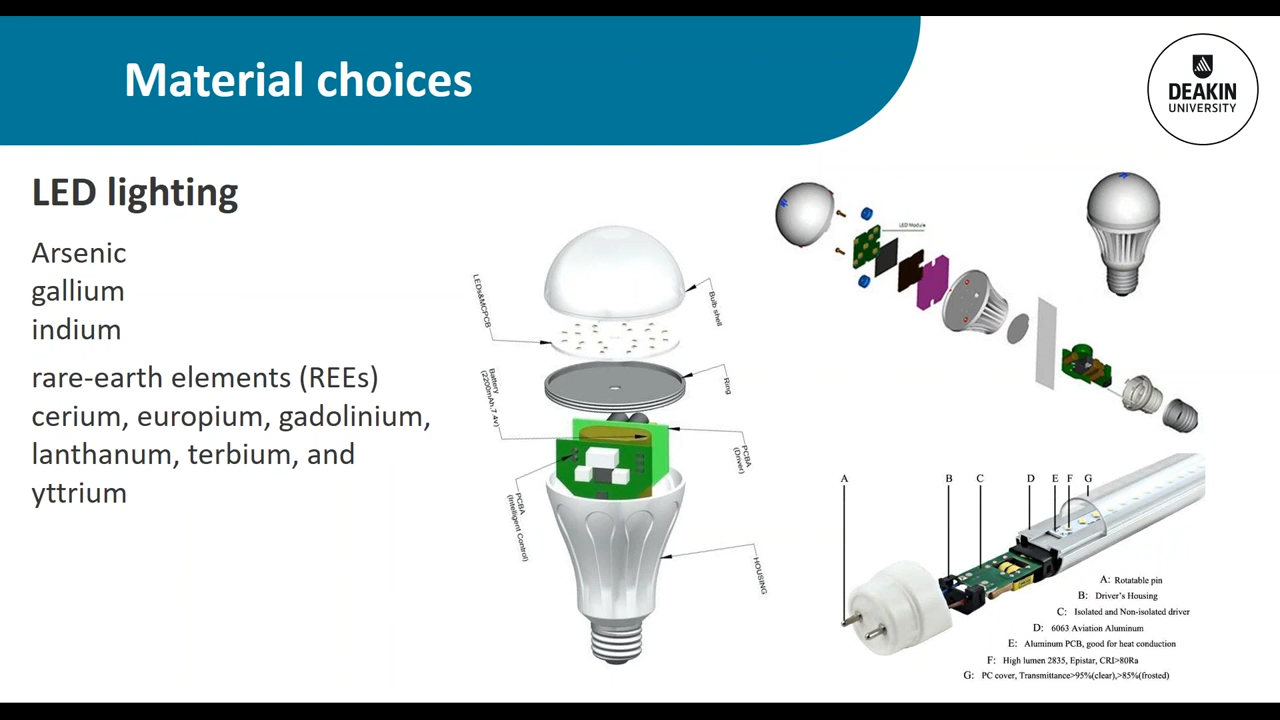 Material choices
DEAKIN
UNIVERSITY
LED lighting
Arsenic
gallium
indium
rare-earth elements (REEs)
cerium, europium, gadolinium,
lanthanum, terbium, and
yttrium
LEDs&MCPCB
Bulb shell
Battery
(2200mAh,7.4v)
Ring
PCBA
(Driver)
PCBA
(Intelligent Control)
HOUSING
LED Module
A
B
C
D
E
F
G
A: Rotatable pin
B: Driver's Housing
C: Isolated and Non-isolated driver
D: 6063 Aviation Aluminum
E: Aluminum PCB, good for heat conduction
F: High lumen 2835, Epistar, CRI>80Ra
G: PC cover, Transmittance>95%(clear),>85%(frosted)